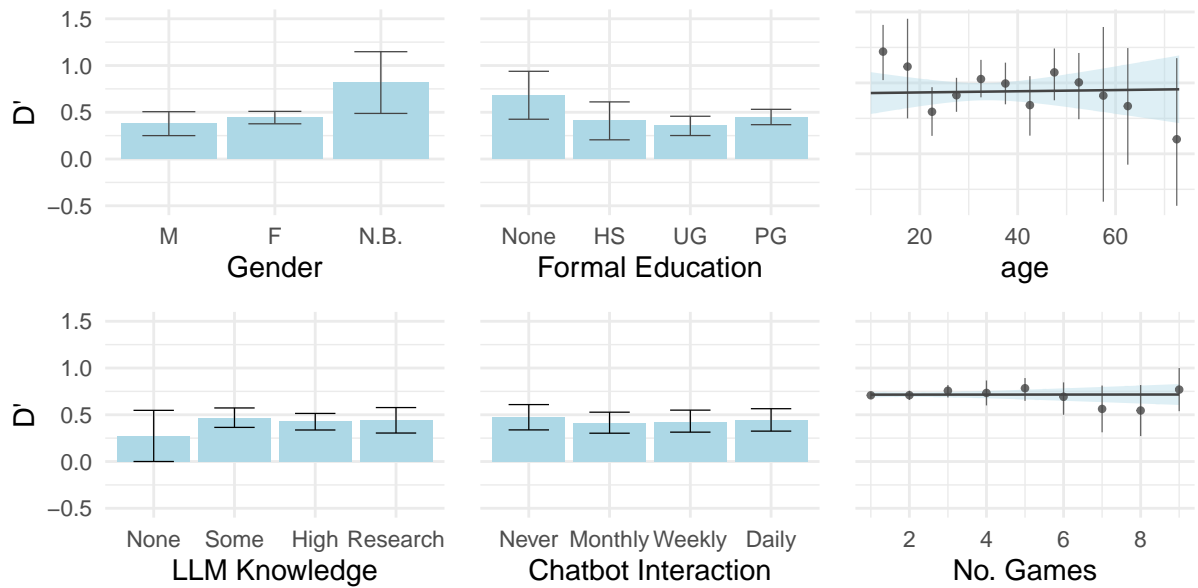 D'
1.5
1.0
0.5
0.0
−0.5
M F N.B.
Gender
None HS UG PG
Formal Education
20 40 60
age
D'
1.5
1.0
0.5
0.0
−0.5
None Some High Research
LLM Knowledge
Never Monthly Weekly Daily
Chatbot Interaction
2 4 6 8
No. Games